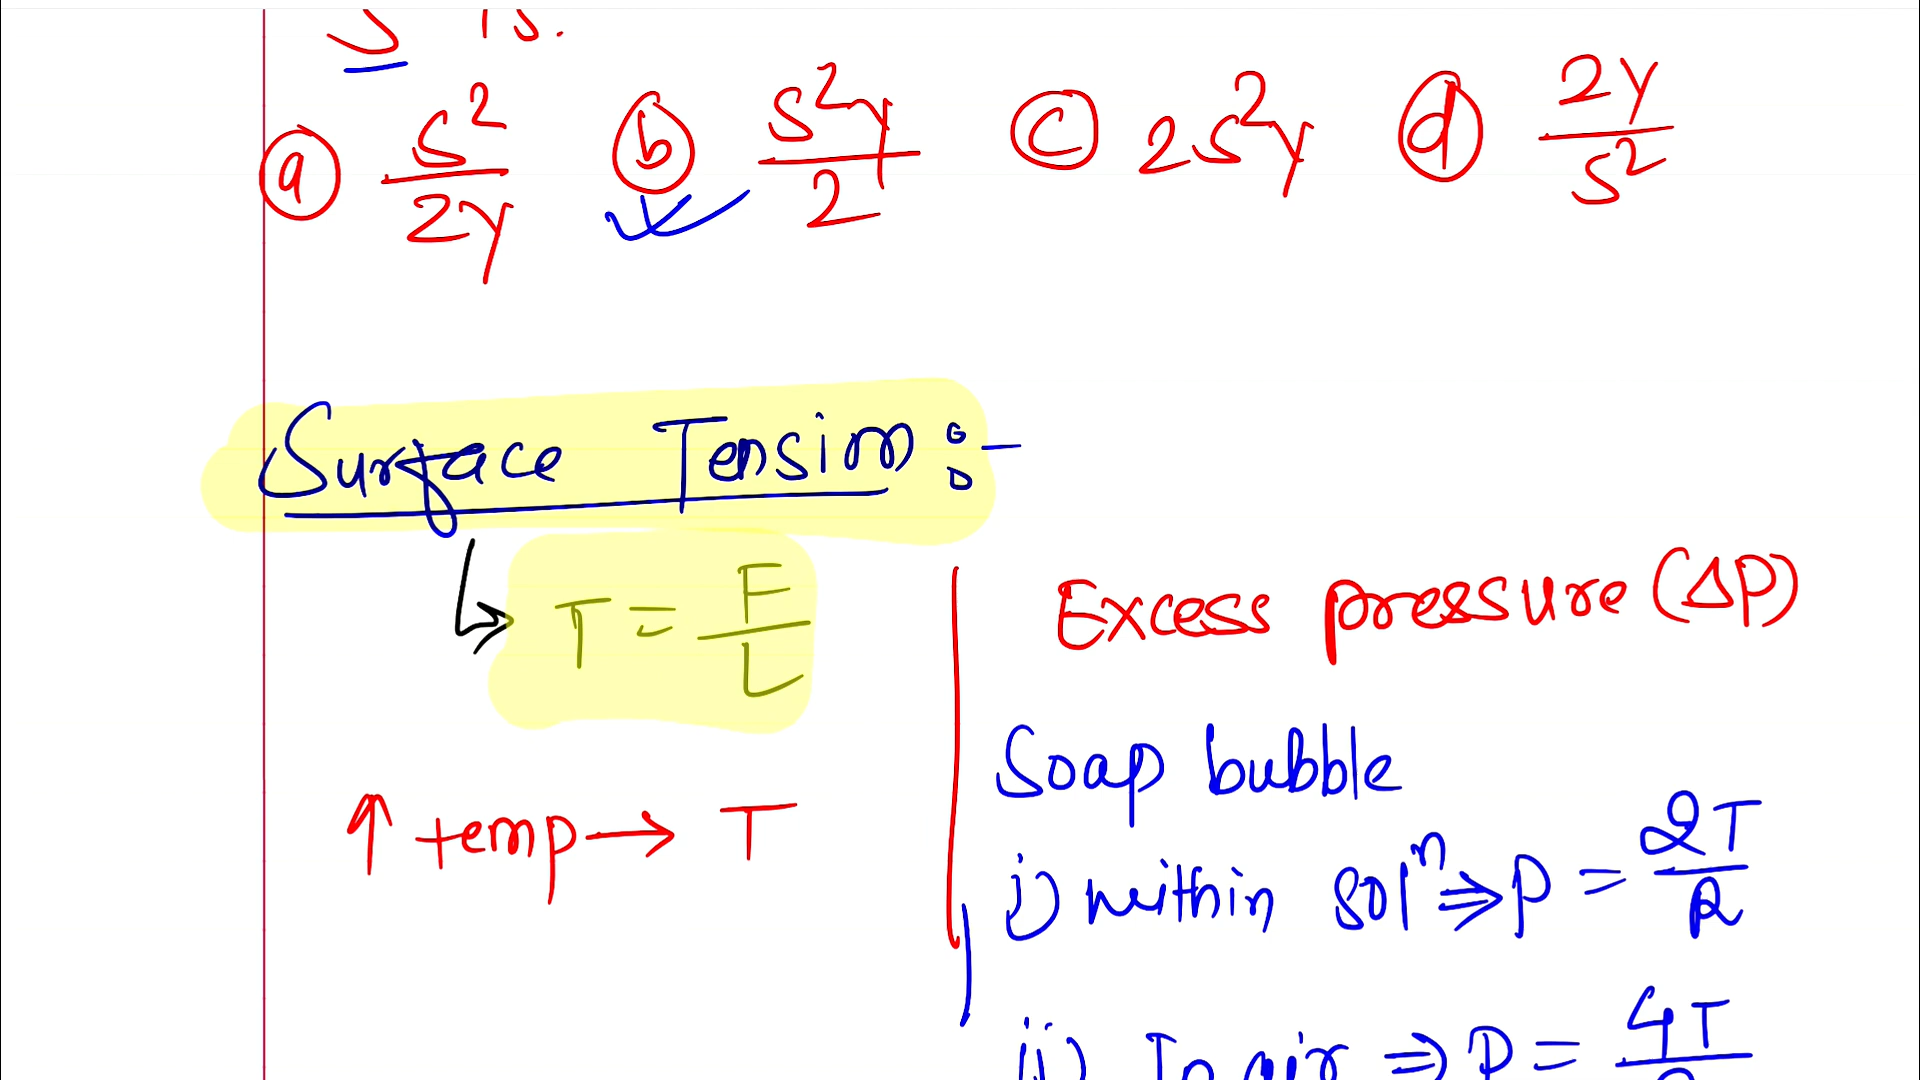 S is.
(a) S²/2Y (b) S²Y/2 (c) 2S²Y (d) 2Y/S²
Surface Tension :-
T = F/L
↑ temp → T
Excess pressure (ΔP)
Soap bubble
i) within solⁿ ⇒ P = 2T/R
ii) In air ⇒ P = 4T/R